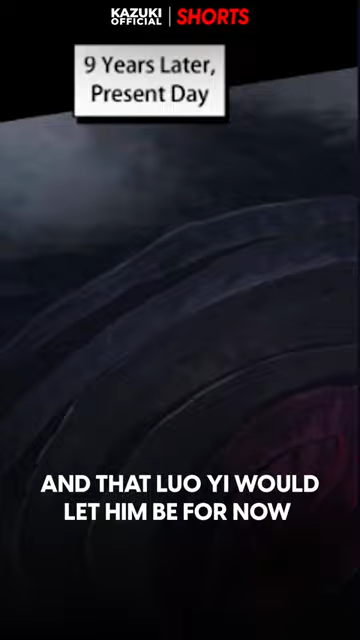 KAZUKI OFFICIAL | SHORTS
9 Years Later,
Present Day
AND THAT LUO YI WOULD
LET HIM BE FOR NOW